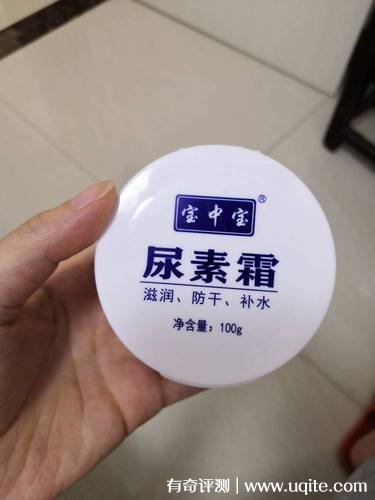 宝中宝®
尿素霜
滋润、防干、补水
净含量：100g
有奇评测 | www.uqite.com